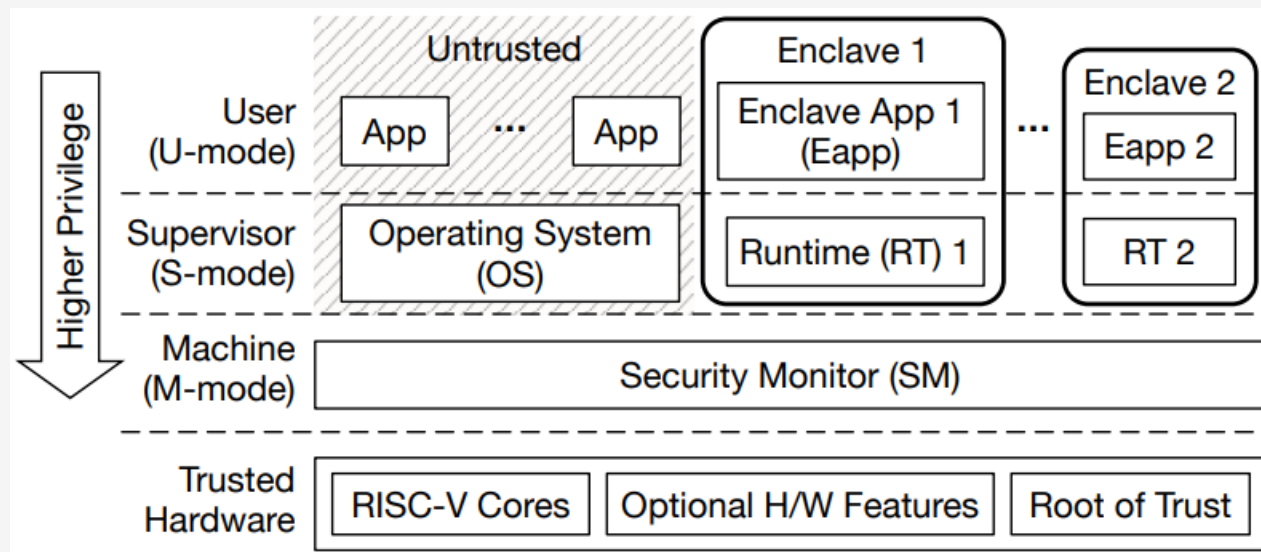 Higher Privilege
Untrusted
Enclave 1
Enclave 2
User
(U-mode)
App
...
App
Enclave App 1
(Eapp)
...
Eapp 2
Supervisor
(S-mode)
Operating System
(OS)
Runtime (RT) 1
RT 2
Machine
(M-mode)
Security Monitor (SM)
Trusted
Hardware
RISC-V Cores
Optional H/W Features
Root of Trust